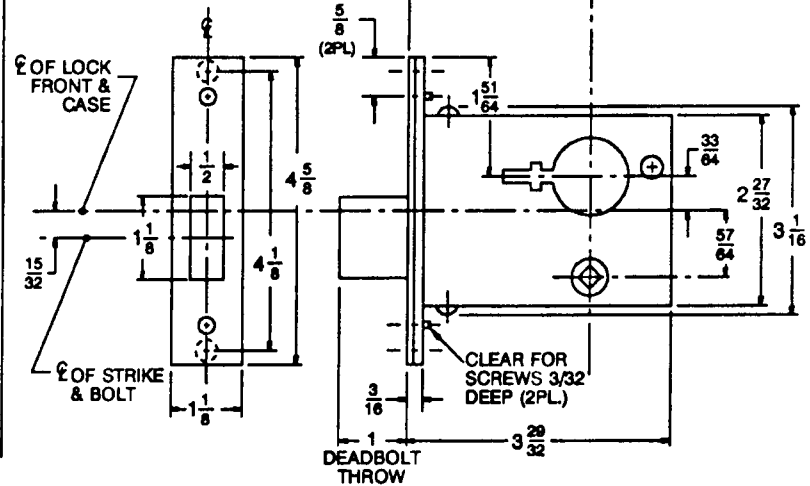 ℄
5/8
(2PL)
℄ OF LOCK
FRONT &
CASE
1 51/64
33/64
1/2
4 5/8
2 27/32
3 1/16
1 1/8
15/32
4 1/8
57/64
℄ OF STRIKE
& BOLT
1 1/8
3/16
CLEAR FOR
SCREWS 3/32
DEEP (2PL.)
1
3 29/32
DEADBOLT
THROW